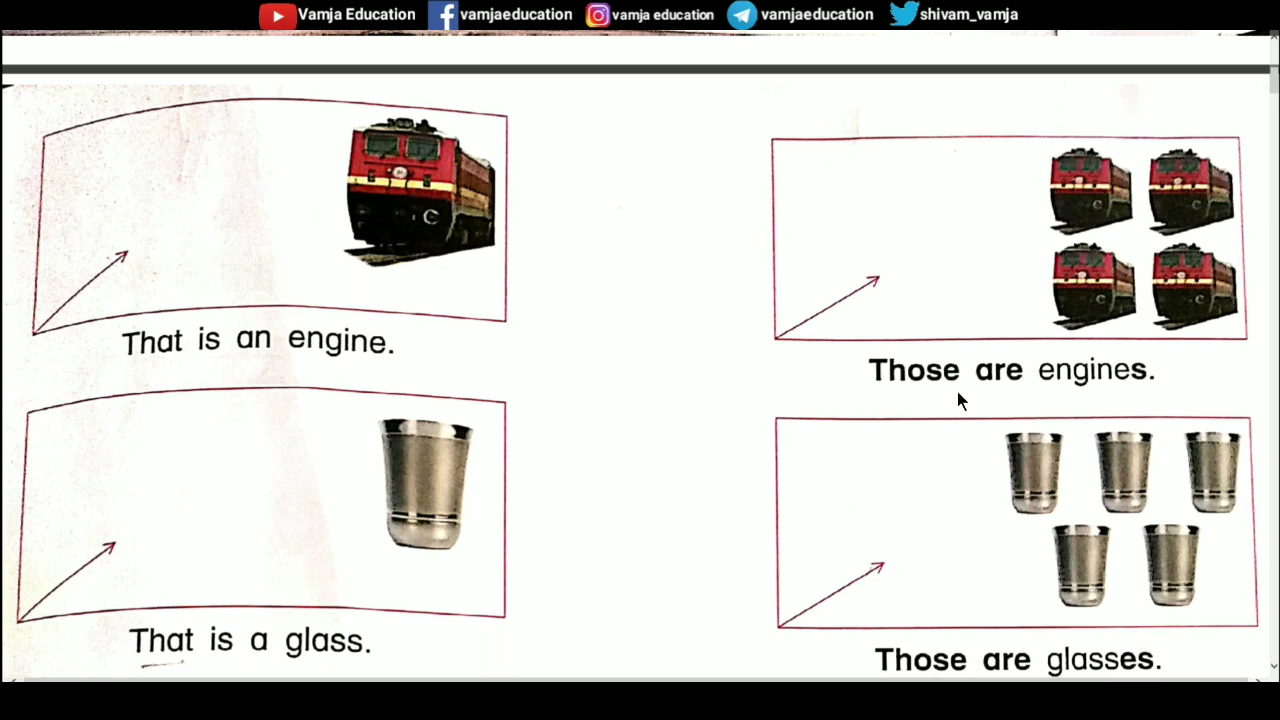 Vamja Education vamjaeducation vamja education vamjaeducation shivam_vamja
That is an engine.
Those are engines.
That is a glass.
Those are glasses.